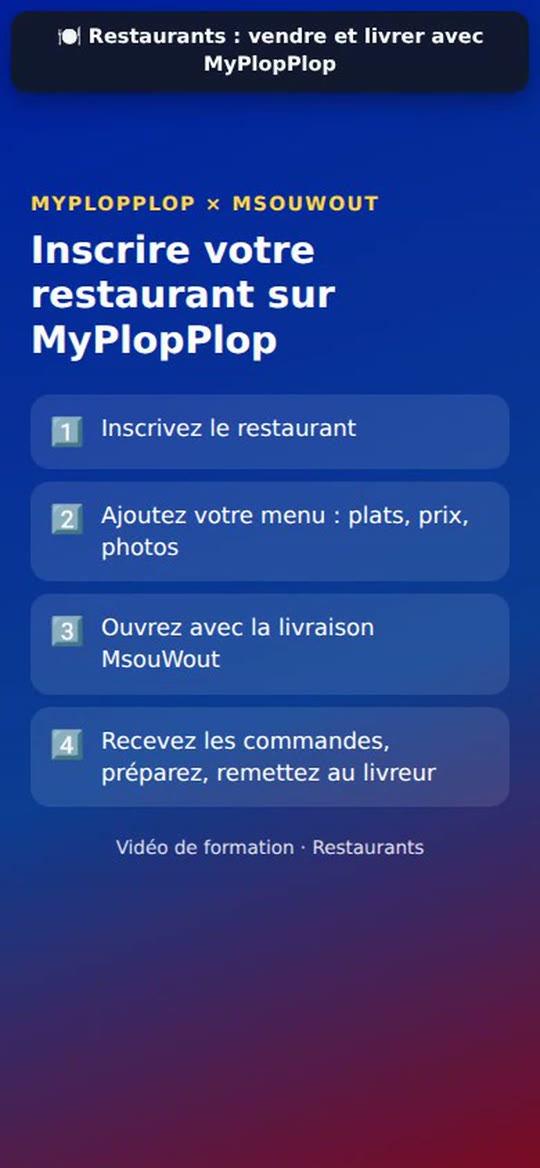 🍽️ Restaurants : vendre et livrer avec
MyPlopPlop
MYPLOPPLOP × MSOUWOUT
Inscrire votre
restaurant sur
MyPlopPlop
1 Inscrivez le restaurant
2 Ajoutez votre menu : plats, prix,
photos
3 Ouvrez avec la livraison
MsouWout
4 Recevez les commandes,
préparez, remettez au livreur
Vidéo de formation · Restaurants